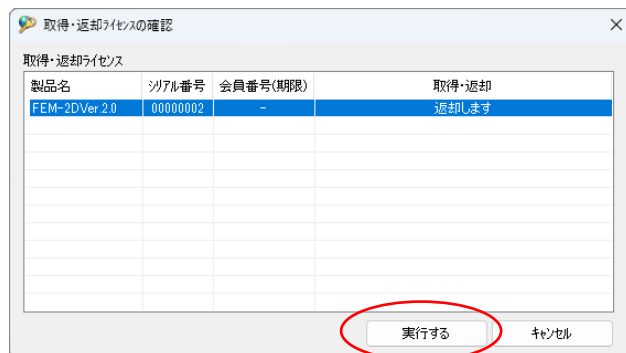 取得・返却ライセンスの確認
取得・返却ライセンス
製品名 シリアル番号 会員番号(期限) 取得・返却
FEM-2DVer.2.0 00000002 - 返却します
実行する キャンセル